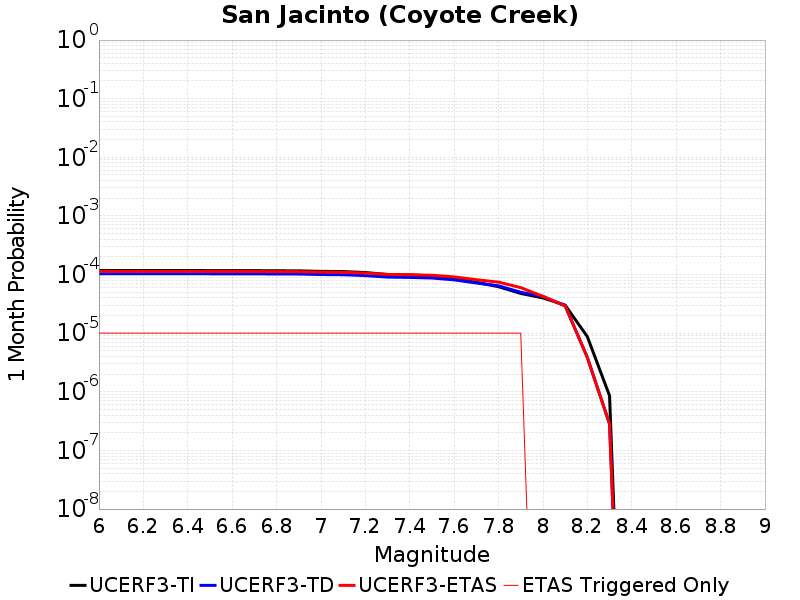 San Jacinto (Coyote Creek)
1 Month Probability
10^0
10^-1
10^-2
10^-3
10^-4
10^-5
10^-6
10^-7
10^-8
6 6.2 6.4 6.6 6.8 7 7.2 7.4 7.6 7.8 8 8.2 8.4 8.6 8.8 9
Magnitude
UCERF3-TI UCERF3-TD UCERF3-ETAS ETAS Triggered Only